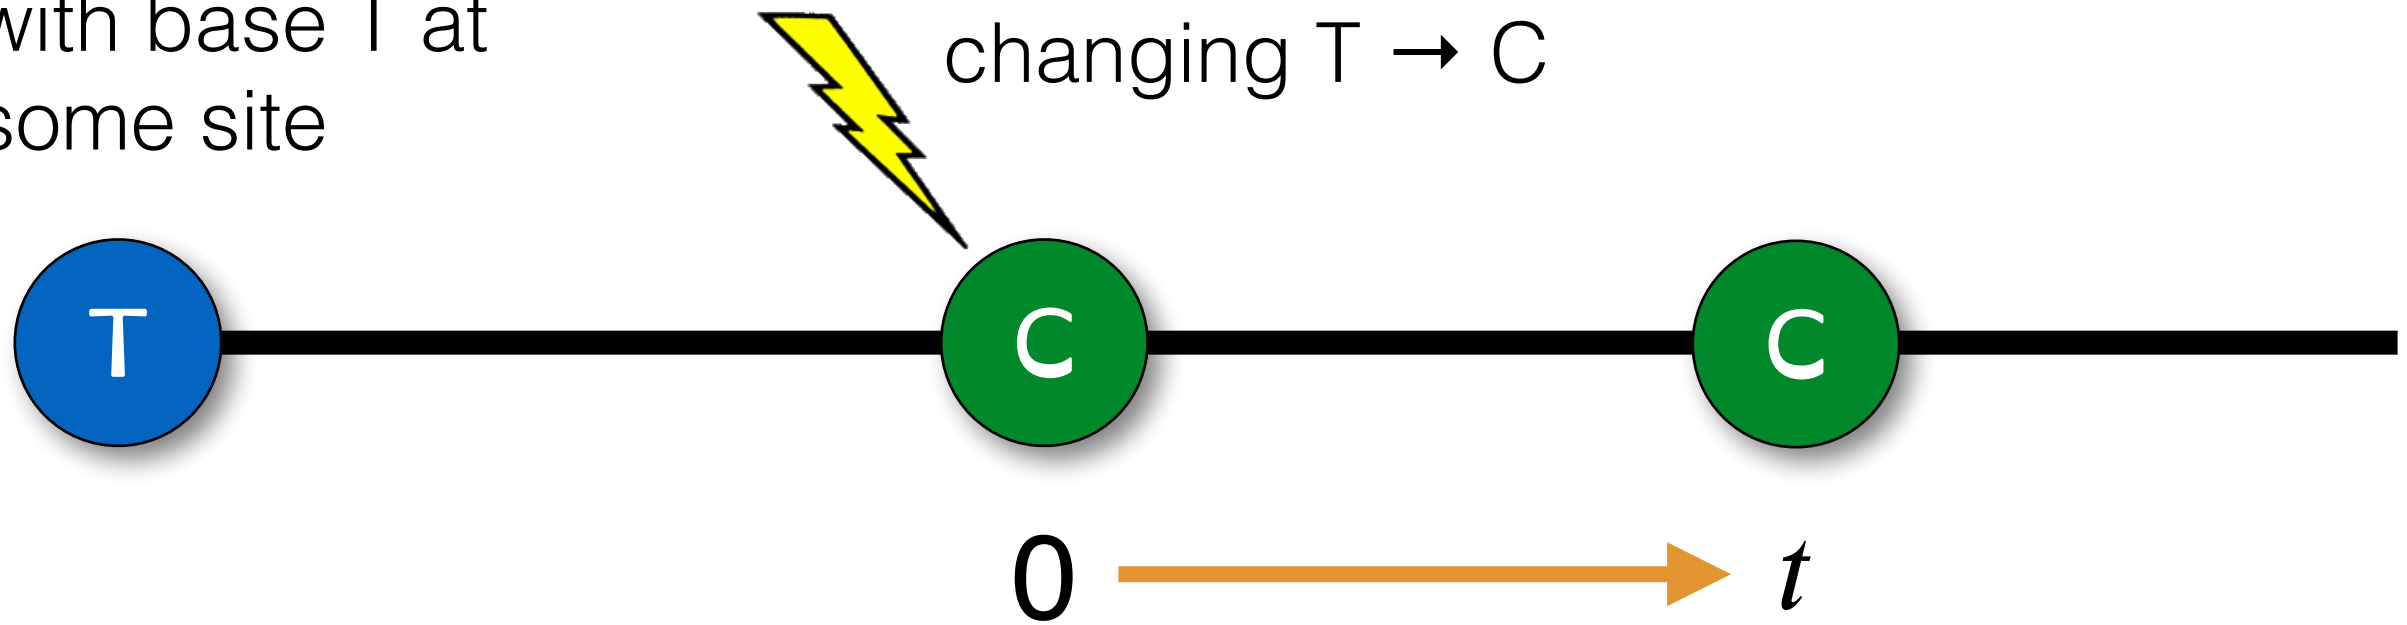 with base T at
some site
changing T → C
T
C
C
0
t